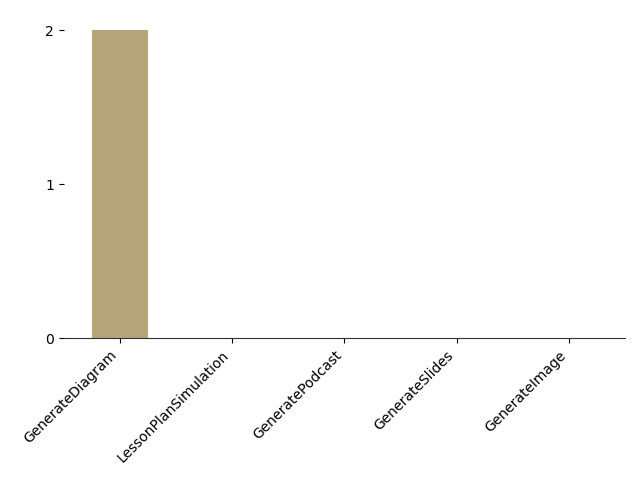 2
1
0
GenerateDiagram
LessonPlanSimulation
GeneratePodcast
GenerateSlides
GenerateImage